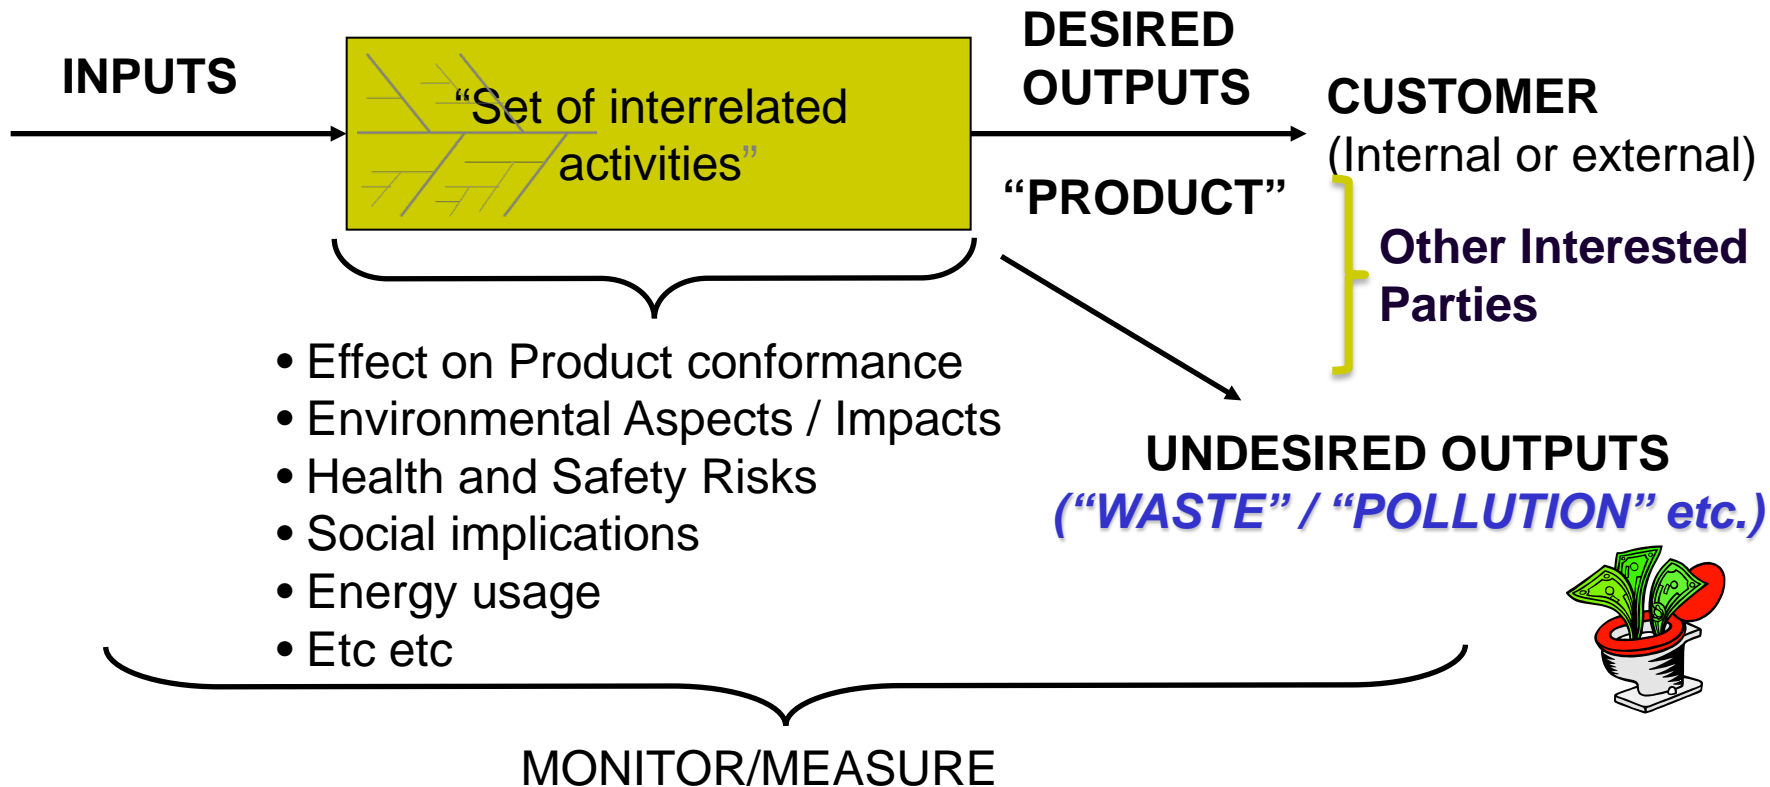 INPUTS
“Set of interrelated
activities”
DESIRED
OUTPUTS
“PRODUCT”
CUSTOMER
(Internal or external)
Other Interested
Parties
• Effect on Product conformance
• Environmental Aspects / Impacts
• Health and Safety Risks
• Social implications
• Energy usage
• Etc etc
UNDESIRED OUTPUTS
(“WASTE” / “POLLUTION” etc.)
MONITOR/MEASURE